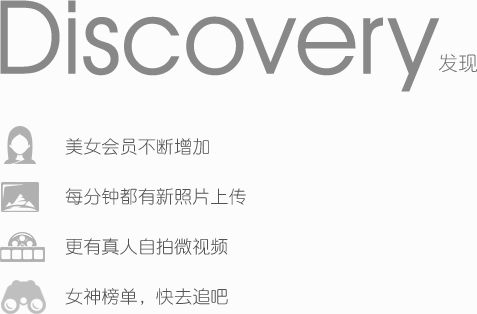 Discovery 发现
美女会员不断增加
每分钟都有新照片上传
更有真人自拍微视频
女神榜单，快去追吧